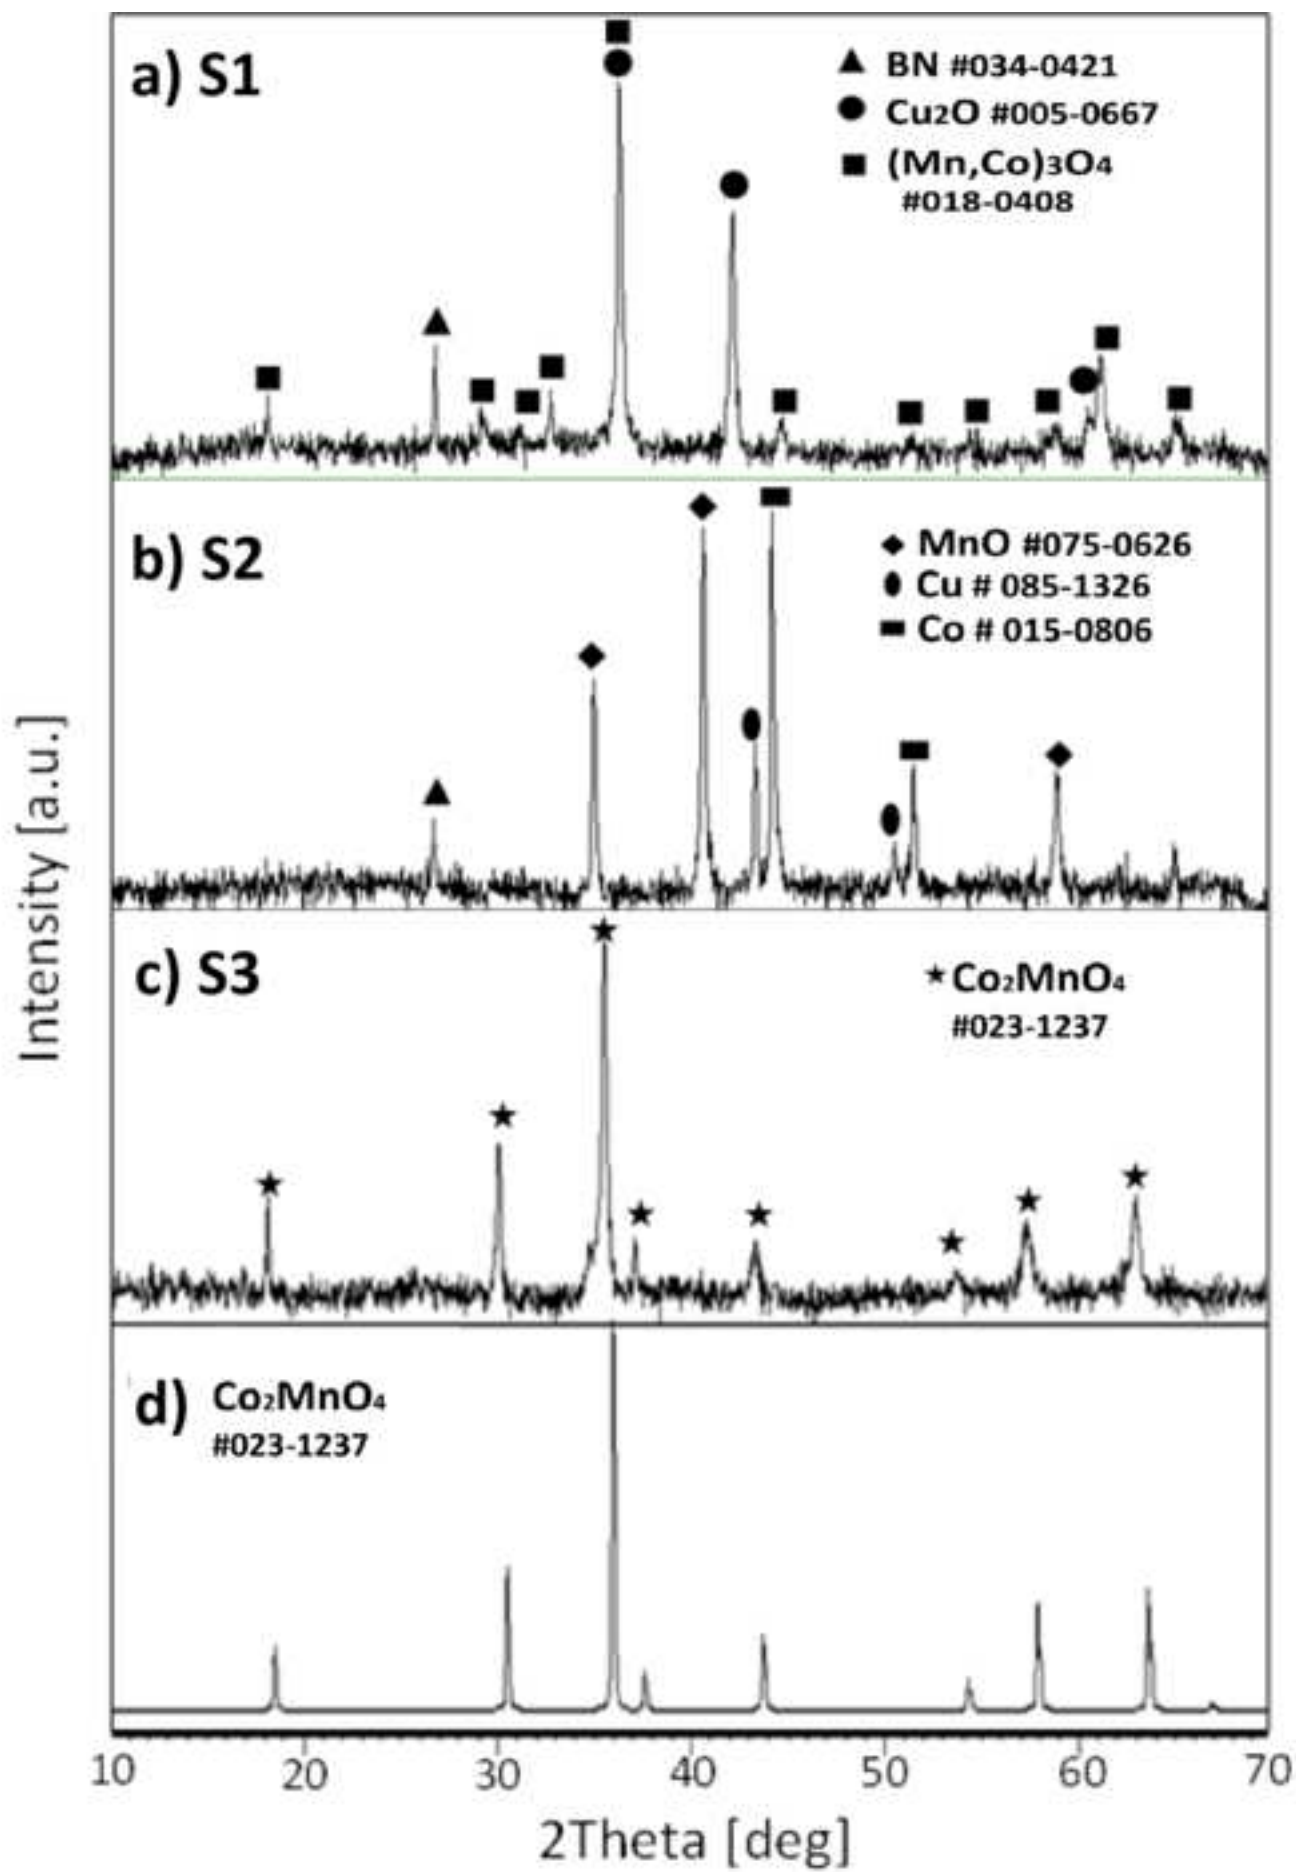 a) S1
▲ BN #034-0421
● Cu₂O #005-0667
■ (Mn,Co)₃O₄
#018-0408
b) S2
◆ MnO #075-0626
Cu # 085-1326
Co # 015-0806
Intensity [a.u.]
c) S3
★ Co₂MnO₄
#023-1237
d) Co₂MnO₄
#023-1237
10 20 30 40 50 60 70
2Theta [deg]